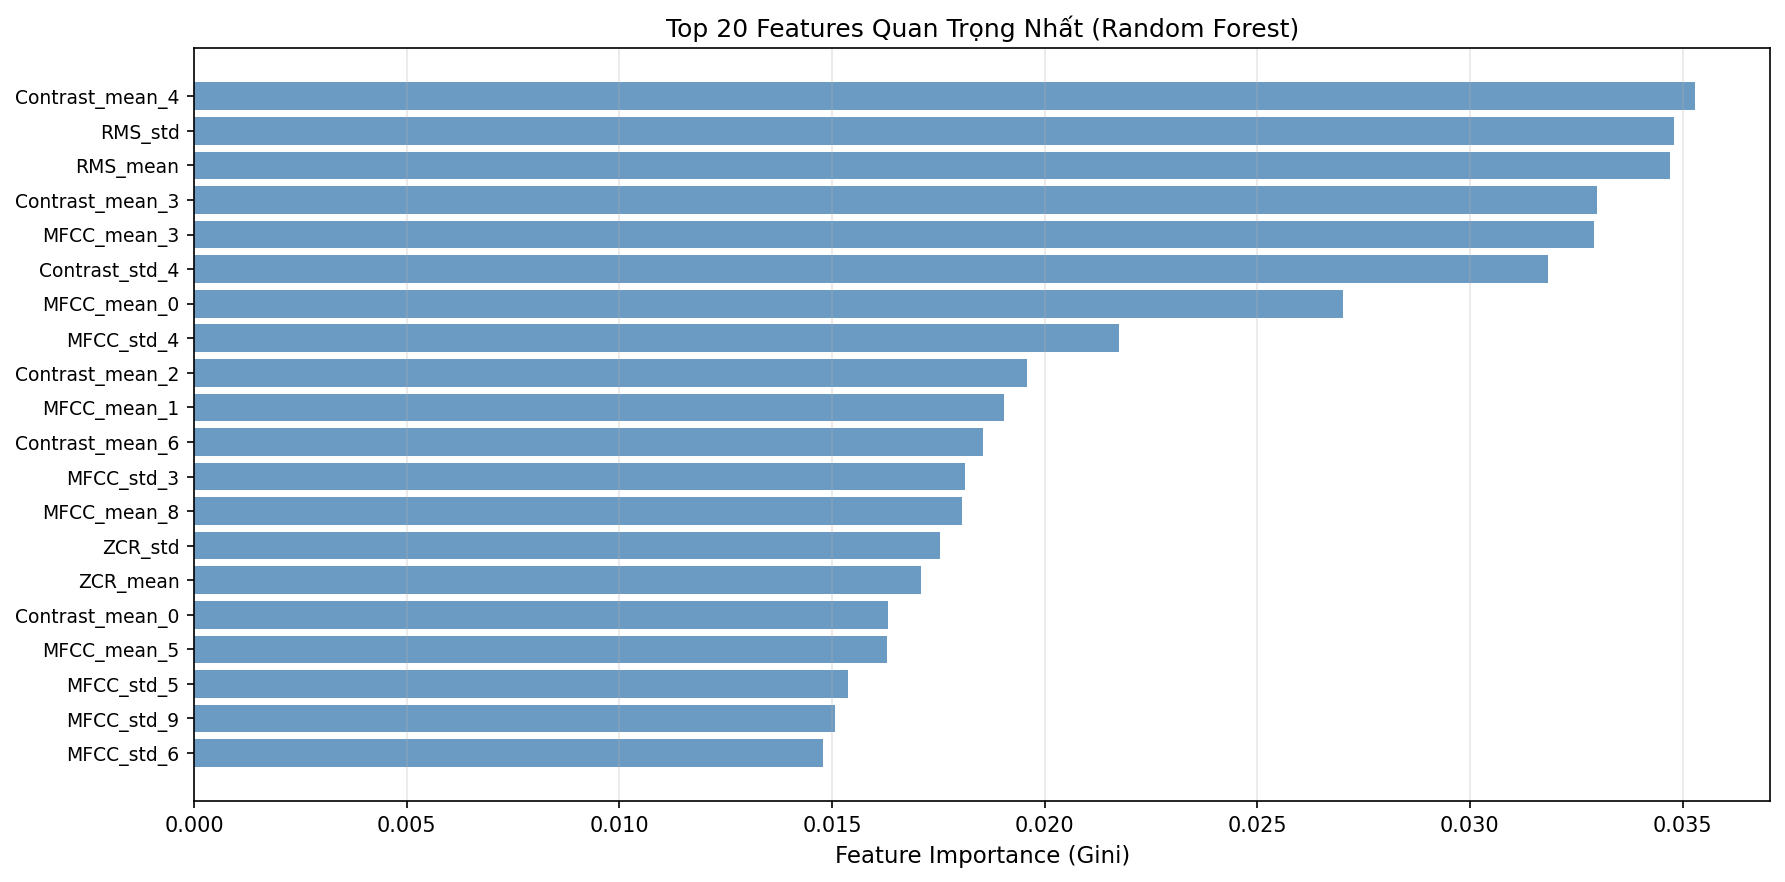 Top 20 Features Quan Trọng Nhất (Random Forest)
Contrast_mean_4
RMS_std
RMS_mean
Contrast_mean_3
MFCC_mean_3
Contrast_std_4
MFCC_mean_0
MFCC_std_4
Contrast_mean_2
MFCC_mean_1
Contrast_mean_6
MFCC_std_3
MFCC_mean_8
ZCR_std
ZCR_mean
Contrast_mean_0
MFCC_mean_5
MFCC_std_5
MFCC_std_9
MFCC_std_6
0.000 0.005 0.010 0.015 0.020 0.025 0.030 0.035
Feature Importance (Gini)